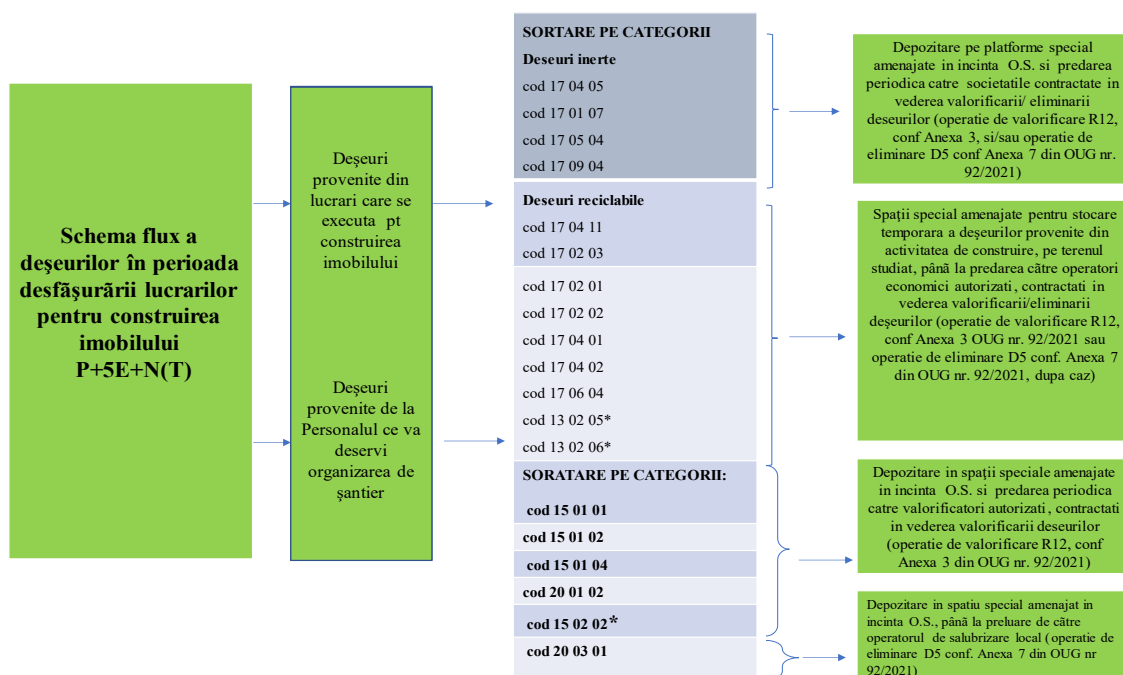 Schema flux a
deșeurilor în perioada
desfãşurãrii lucrarilor
pentru construirea
imobilului
P+5E+N(T)
Deșeuri
provenite din
lucrari care se
executa pt
construirea
imobilului
Deșeuri
provenite de la
Personalul ce va
deservi
organizarea de
șantier
SORTARE PE CATEGORII
Deseuri inerte
cod 17 04 05
cod 17 01 07
cod 17 05 04
cod 17 09 04
Deseuri reciclabile
cod 17 04 11
cod 17 02 03
cod 17 02 01
cod 17 02 02
cod 17 04 01
cod 17 04 02
cod 17 06 04
cod 13 02 05*
cod 13 02 06*
SORATARE PE CATEGORII:
cod 15 01 01
cod 15 01 02
cod 15 01 04
cod 20 01 02
cod 15 02 02*
cod 20 03 01
Depozitare pe platforme special
amenajate in incinta O.S. si predarea
periodica catre societatile contractate in
vederea valorificarii/ eliminarii
deseurilor (operatie de valorificare R12,
conf Anexa 3, si/sau operatie de
eliminare D5 conf Anexa 7 din OUG nr.
92/2021)
Spaţii special amenajate pentru stocare
temporara a deșeurilor provenite din
activitatea de construire, pe terenul
studiat, pânã la predarea cãtre operatori
economici autorizati, contractati in
vederea valorificarii/eliminarii
deșeurilor (operatie de valorificare R12,
conf Anexa 3 OUG nr. 92/2021 sau
operatie de eliminare D5 conf. Anexa 7
din OUG nr. 92/2021, dupa caz)
Depozitare in spaţii speciale amenajate
in incinta O.S. si predarea periodica
catre valorificatori autorizati, contractati
in vederea valorificarii deseurilor
(operatie de valorificare R12, conf
Anexa 3 din OUG nr. 92/2021)
Depozitare in spatiu special amenajat in
incinta O.S., pânã la preluare de cãtre
operatorul de salubrizare local (operatie de
eliminare D5 conf. Anexa 7 din OUG nr
92/2021)